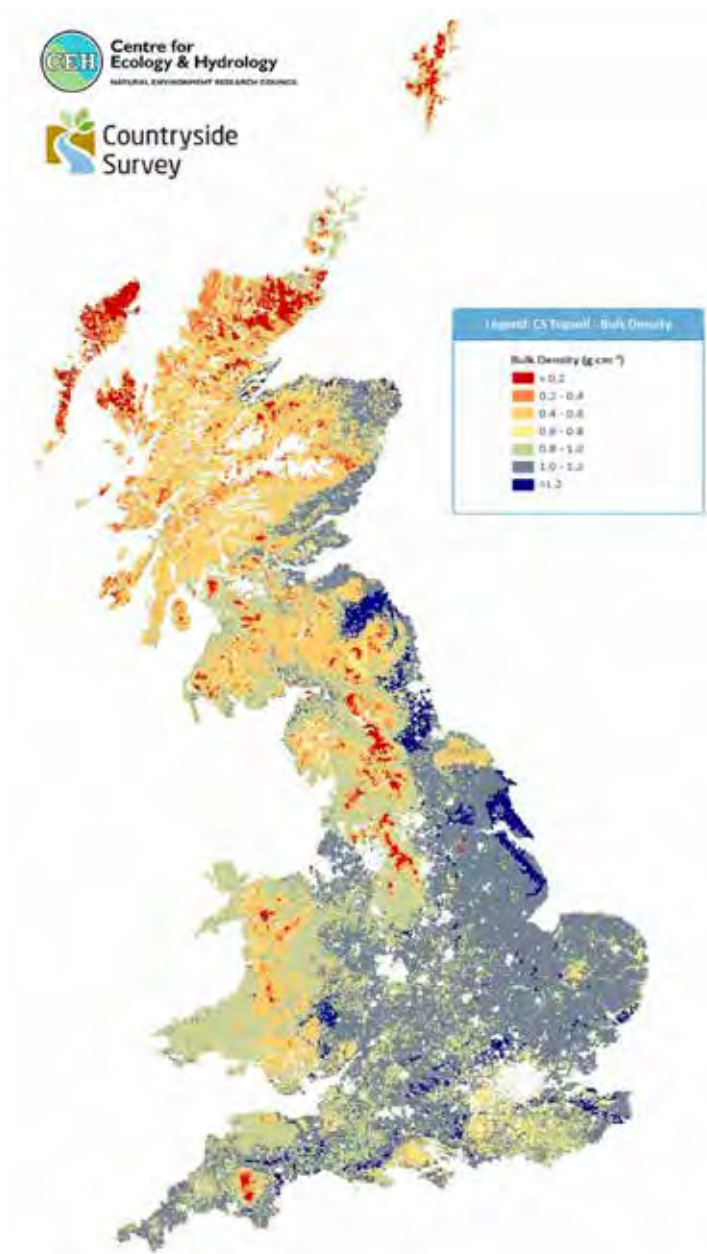 CEH
Centre for
Ecology & Hydrology
NATURAL ENVIRONMENT RESEARCH COUNCIL
Countryside
Survey
Legend: CS Topsoil - Bulk Density
Bulk Density (g cm⁻³)
0.2 - 0.4
0.4 - 0.6
0.6 - 0.8
0.8 - 1.0
1.0 - 1.2
>1.2